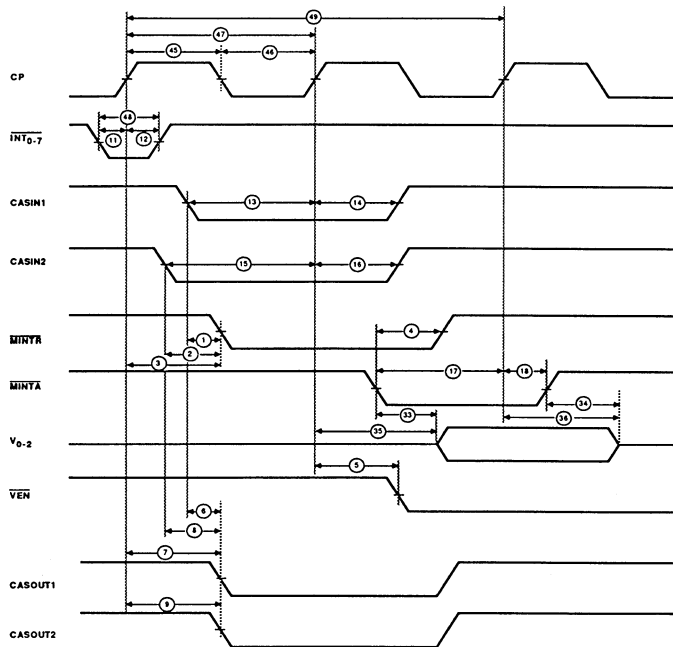 49
47
45 46
CP
48
11 12
INT0-7
CASIN1
13 14
CASIN2
15 16
MINTR
1 4
2
3
MINTA
17 18
33 34
35 36
V0-2
5
VEN
6
8
7
CASOUT1
9
CASOUT2